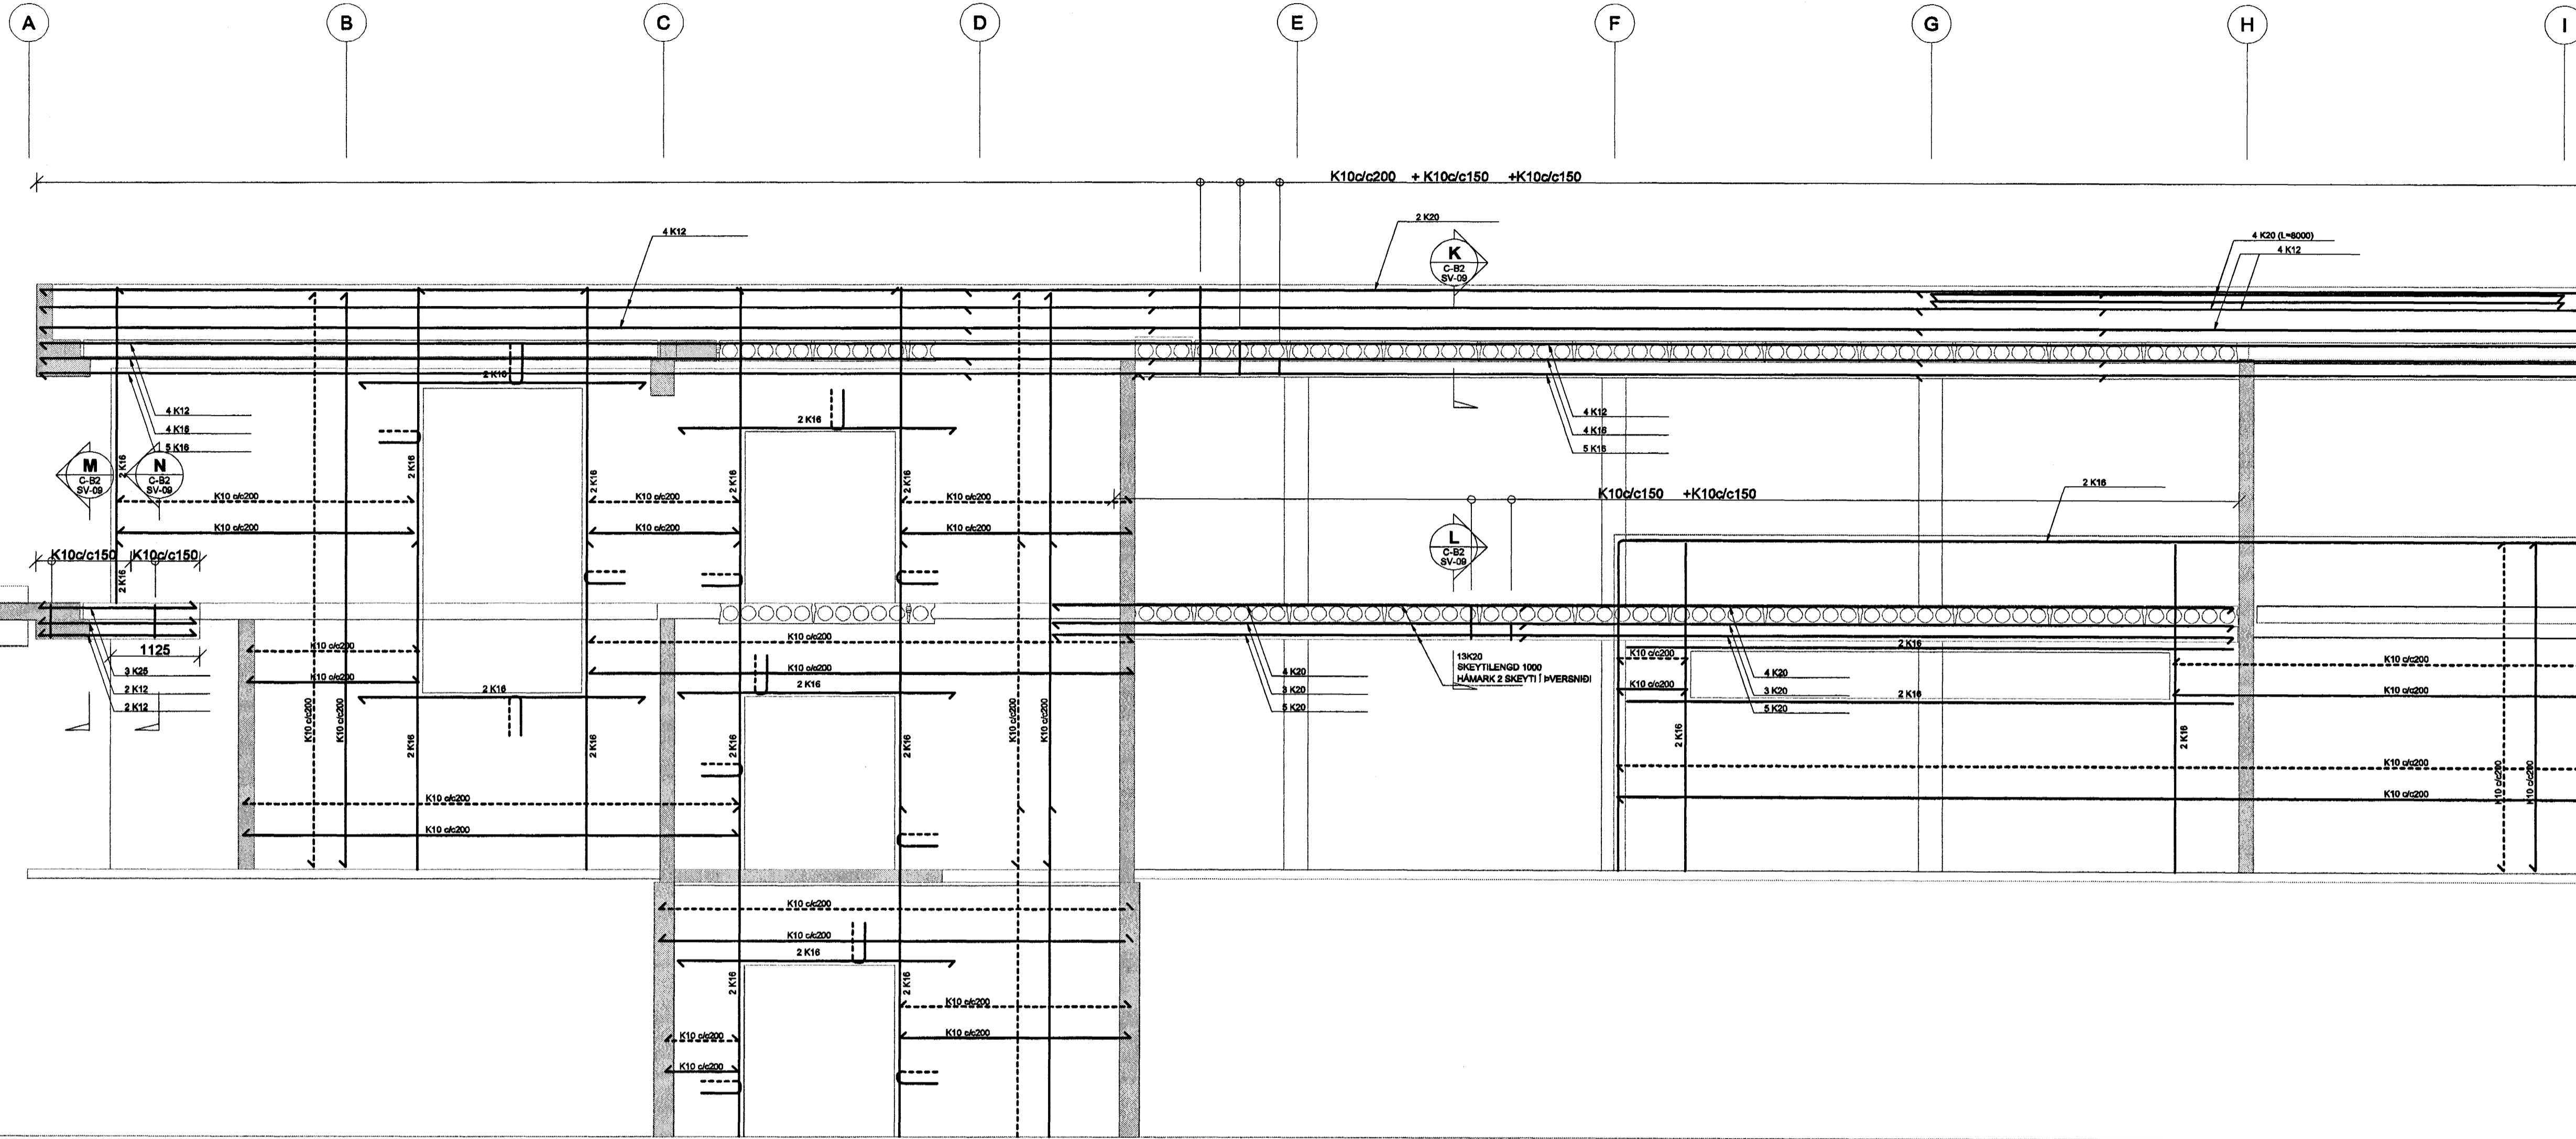 A B C D E F G H I
K10c/c200 + K10c/c150 +K10c/c150
2 K20
4 K12
K
C-B2
SV-09
4 K20 (L=8000)
4 K12
2 K16
4 K12
4 K16
5 K16
2 K16
4 K12
4 K16
5 K16
M
C-B2
SV-09
N
C-B2
SV-09
2 K16
2 K16
2 K16
2 K16
2 K16
K10 c/c200
K10 c/c200
K10 c/c200
K10c/c150 +K10c/c150
2 K16
K10 c/c200
K10 c/c200
K10 c/c200
L
C-B2
SV-09
K10c/c150 K10c/c150
2 K16
1125
3 K25
2 K12
2 K12
K10 c/c200
K10 c/c200
K10 c/c200
K10 c/c200
2 K16
2 K16
13K20
SKEYTILENGD 1000
HÁMARK 2 SKEYTI Í ÞVERSNIÐI
4 K20
3 K20
5 K20
2 K16
K10 c/c200
K10 c/c200
4 K20
3 K20
5 K20
2 K16
K10 c/c200
K10 c/c200
K10 c/c200
K10 c/c200
2 K16
2 K16
2 K16
2 K16
K10 c/c200
K10 c/c200
2 K16
2 K16
K10 c/c200
K10 c/c200
K10 c/c200
K10 c/c200
K10 c/c200
K10 c/c200
K10 c/c200
K10 c/c200
2 K16
2 K16
2 K16
K10 c/c200
K10 c/c200
K10 c/c200
K10 c/c200